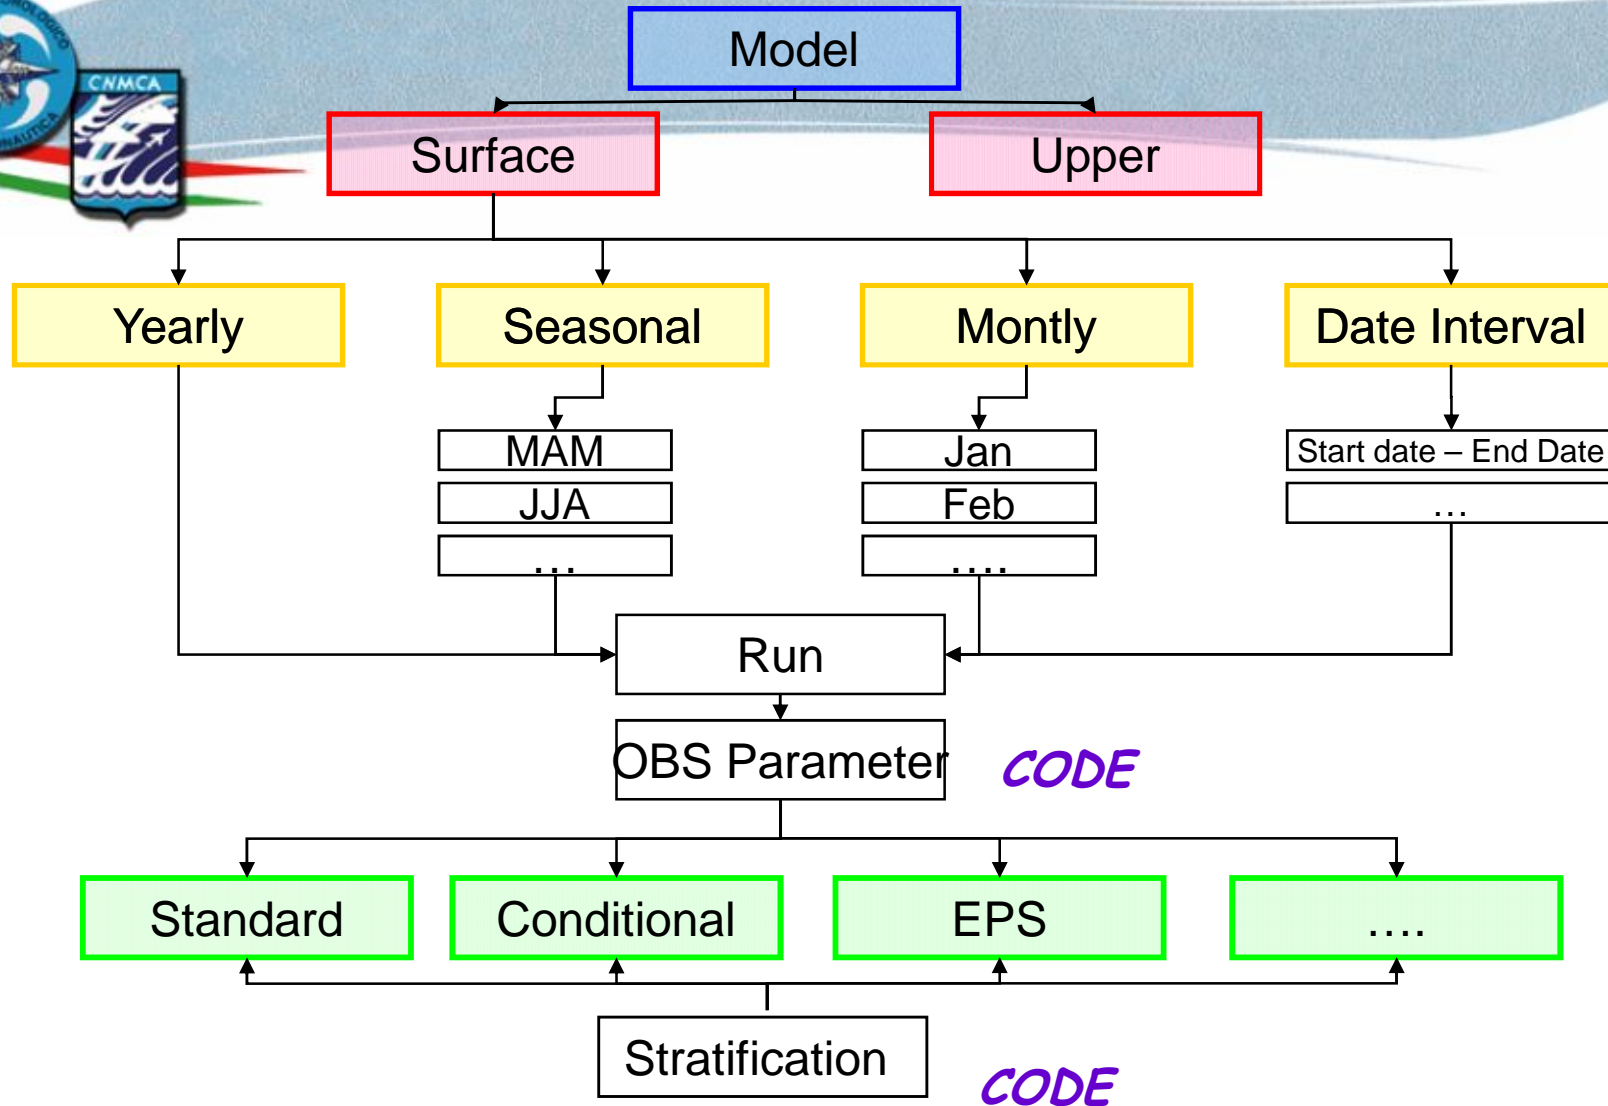 CNMCA
Model
Surface
Upper
Yearly
Seasonal
Montly
Date Interval
MAM
Jan
Start date – End Date
JJA
Feb
…
…
….
Run
OBS Parameter
CODE
Standard
Conditional
EPS
….
Stratification
CODE